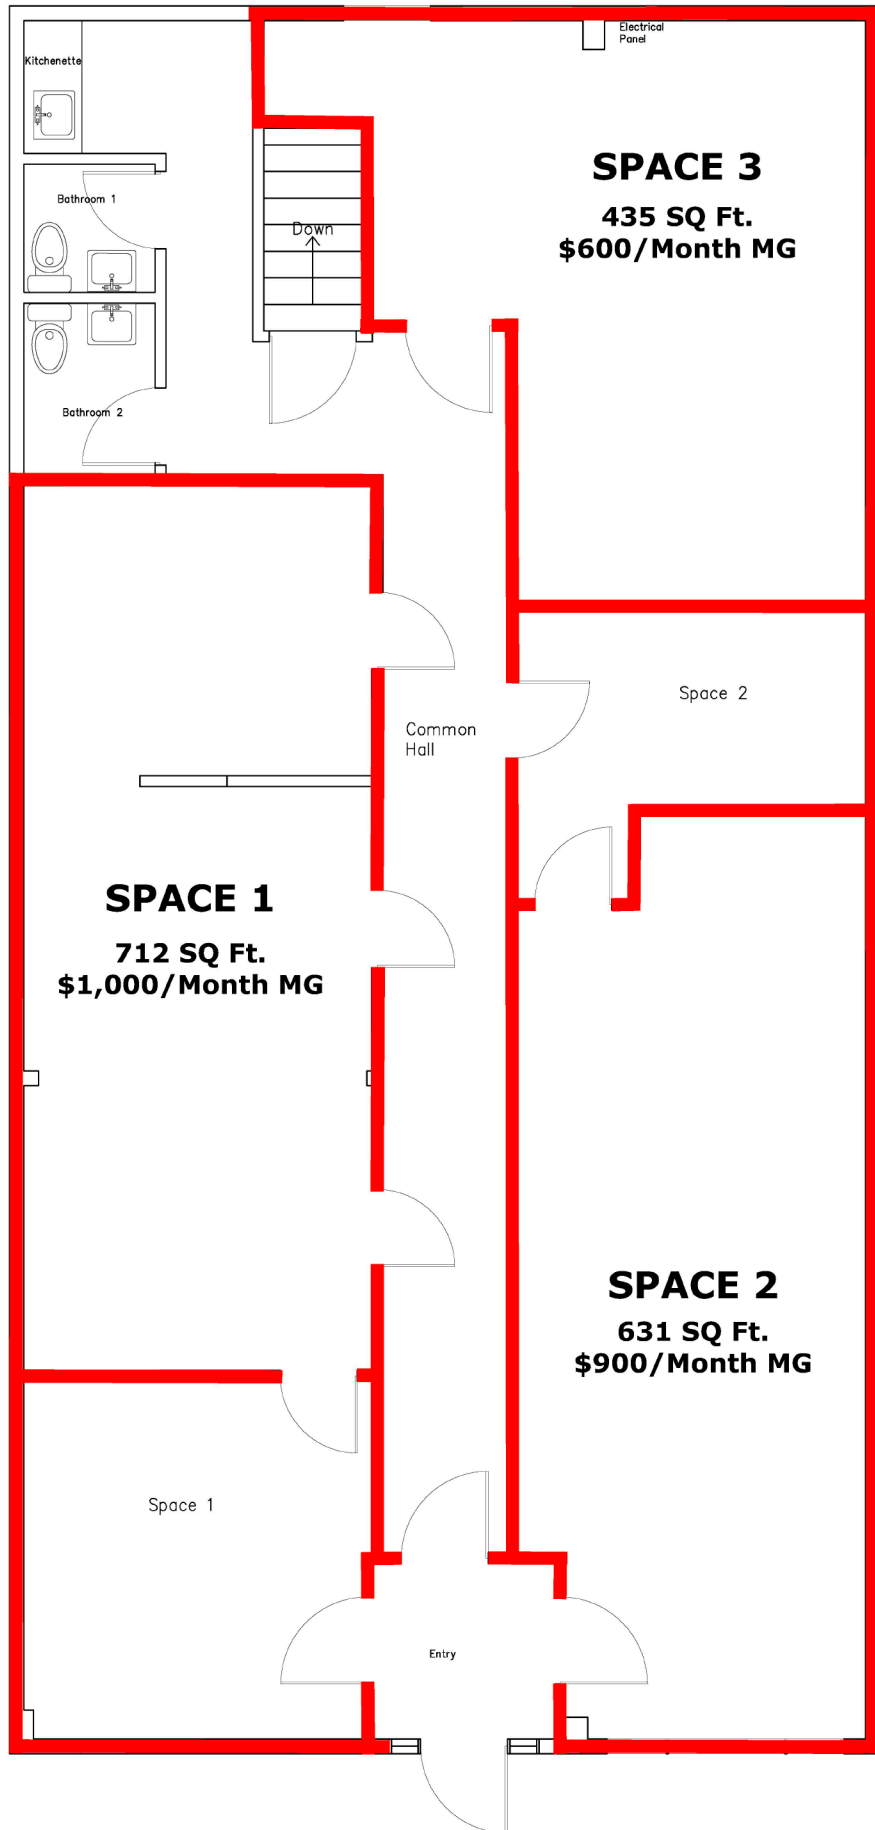 Electrical
Panel
Kitchenette
SPACE 3
435 SQ Ft.
$600/Month MG
Bathroom 1
Down
Bathroom 2
Space 2
Common
Hall
SPACE 1
712 SQ Ft.
$1,000/Month MG
SPACE 2
631 SQ Ft.
$900/Month MG
Space 1
Entry